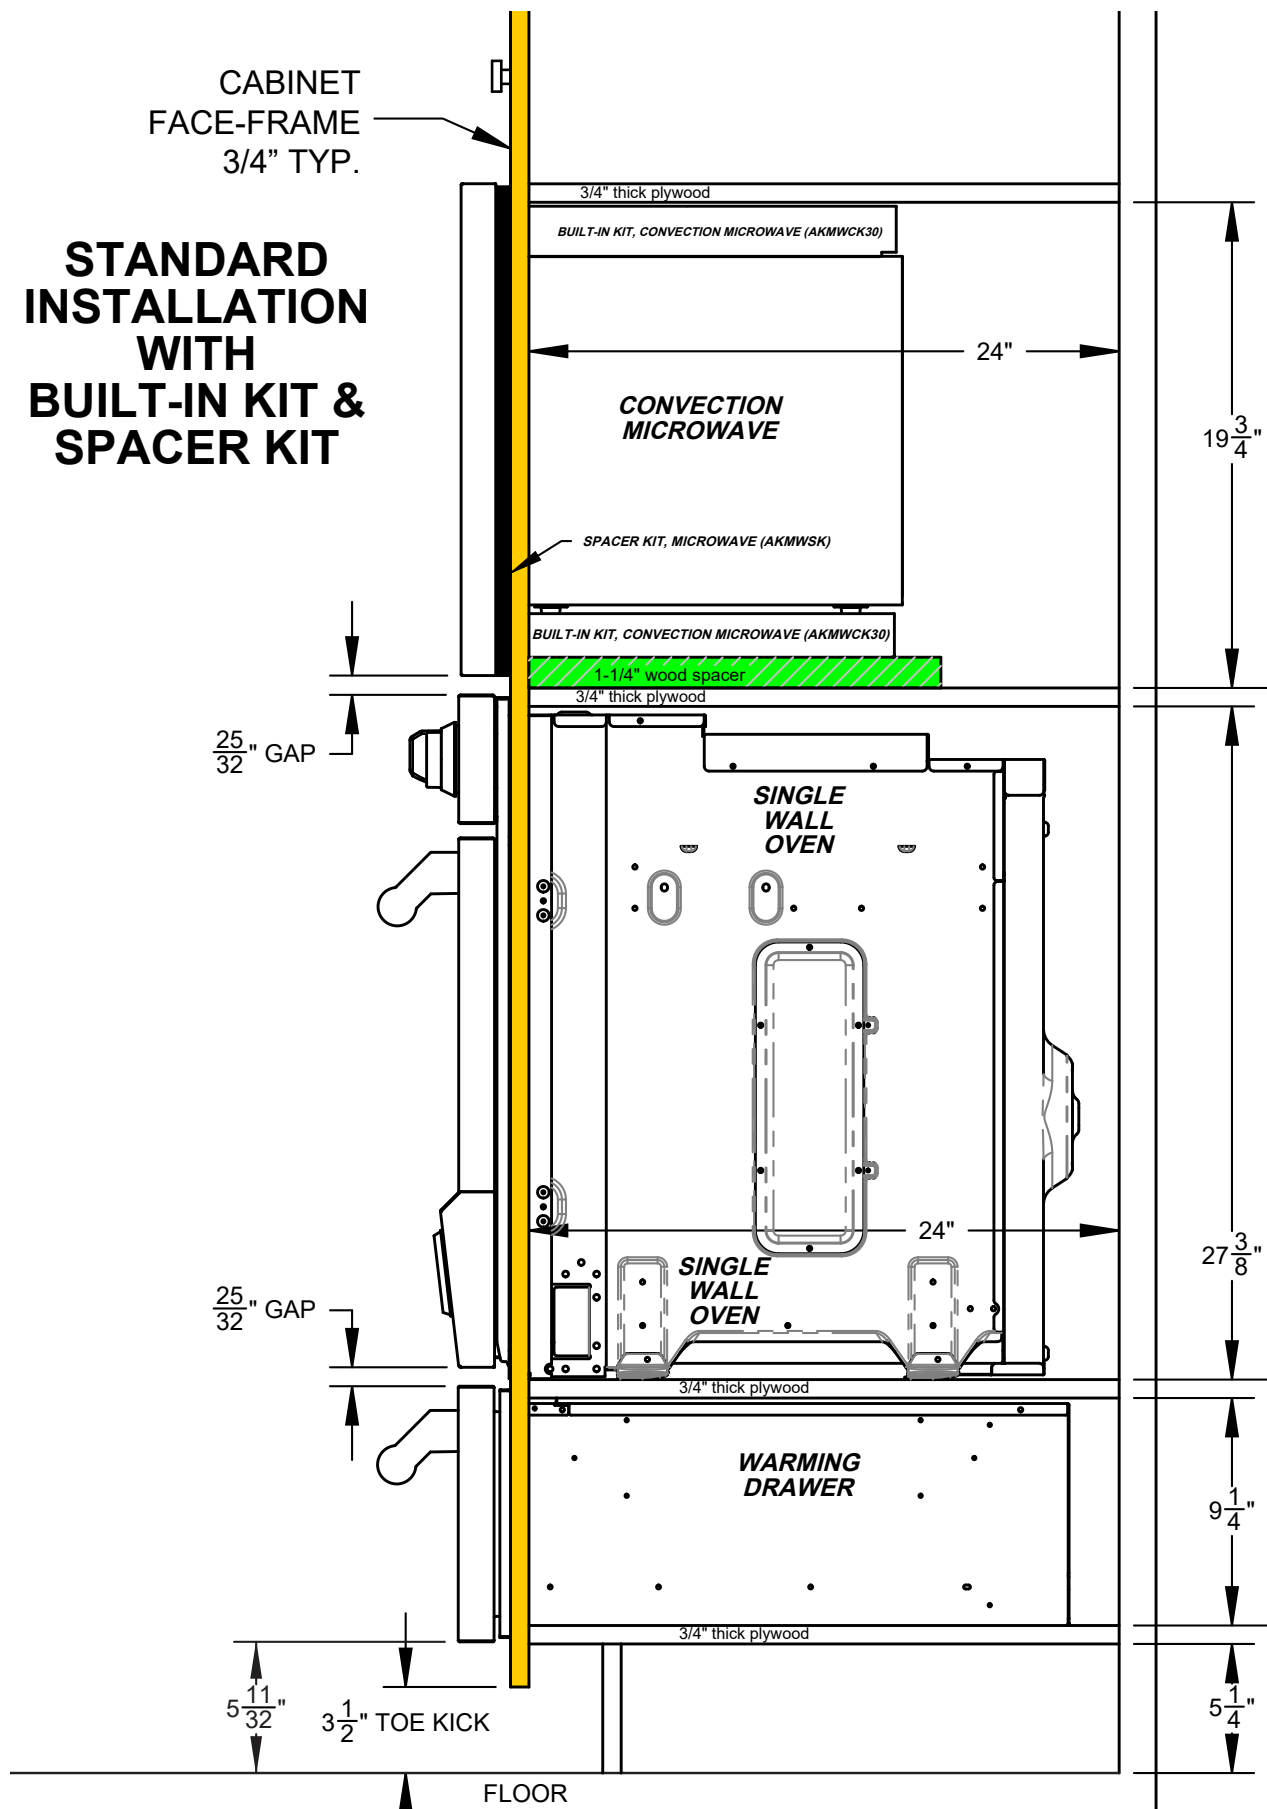 CABINET
FACE-FRAME
3/4” TYP.
3/4" thick plywood
BUILT-IN KIT, CONVECTION MICROWAVE (AKMWCK30)
STANDARD
INSTALLATION
WITH
BUILT-IN KIT &
SPACER KIT
24"
CONVECTION
MICROWAVE
19 3/4"
SPACER KIT, MICROWAVE (AKMWSK)
BUILT-IN KIT, CONVECTION MICROWAVE (AKMWCK30)
1-1/4" wood spacer
3/4" thick plywood
25/32" GAP
SINGLE
WALL
OVEN
24"
27 3/8"
SINGLE
WALL
OVEN
25/32" GAP
3/4" thick plywood
WARMING
DRAWER
9 1/4"
3/4" thick plywood
5 11/32"
3 1/2" TOE KICK
5 1/4"
FLOOR